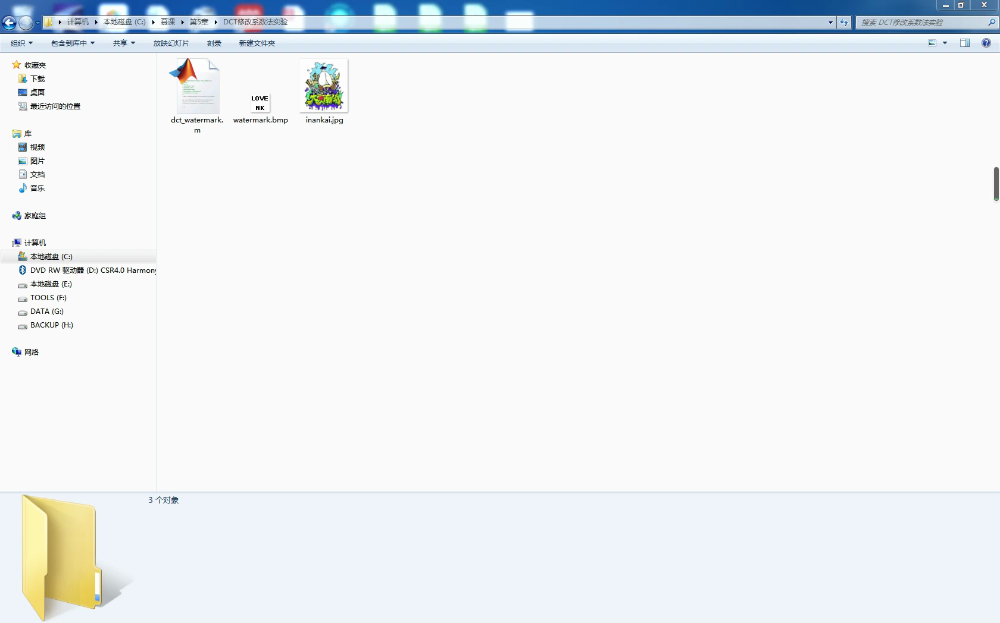 计算机 本地磁盘 (C:) 慕课 第5章 DCT修改系数法实验
搜索 DCT修改系数法实验
组织 包含到库中 共享 放映幻灯片 刻录 新建文件夹
收藏夹
下载
桌面
最近访问的位置
库
视频
图片
文档
音乐
家庭组
计算机
本地磁盘 (C:)
DVD RW 驱动器 (D:) CSR4.0 Harmony
本地磁盘 (E:)
TOOLS (F:)
DATA (G:)
BACKUP (H:)
网络
LOVE
NK
dct_watermark.
m
watermark.bmp
inankai.jpg
3 个对象